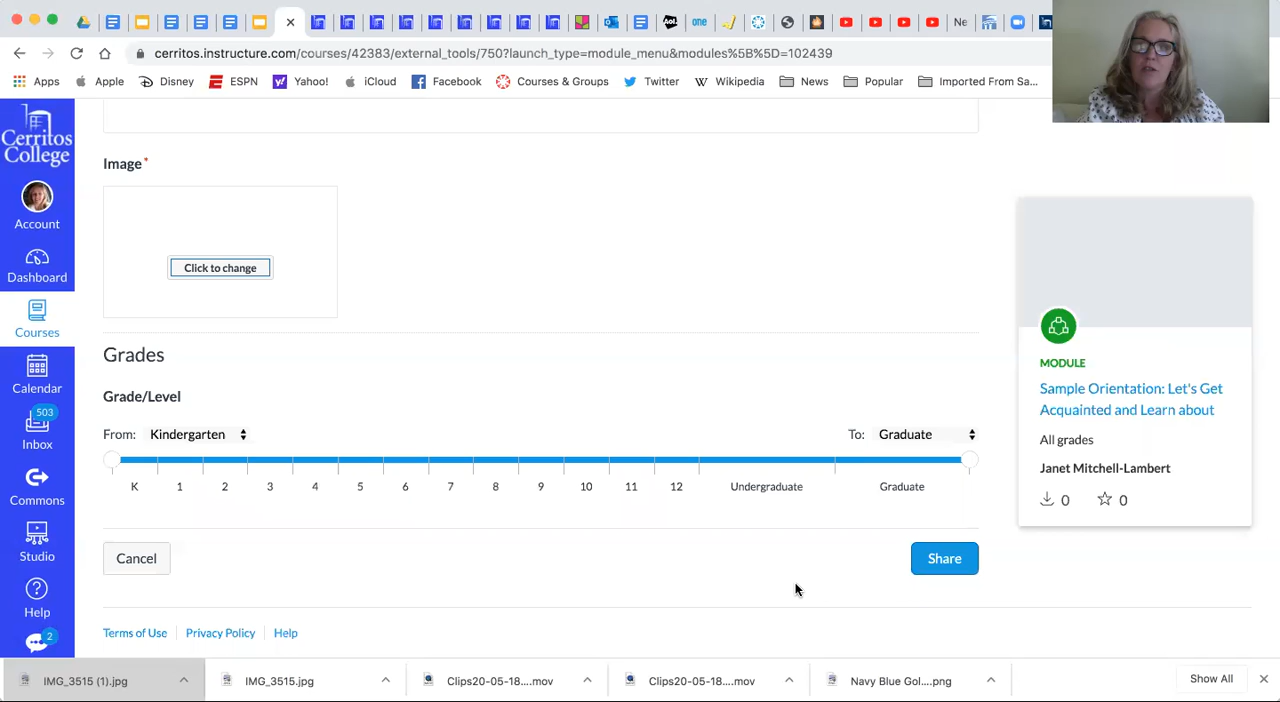 Ne
cerritos.instructure.com/courses/42383/external_tools/750?launch_type=module_menu&modules%5B%5D=102439
Apps Apple Disney ESPN Yahoo! iCloud Facebook Courses & Groups Twitter Wikipedia News Popular Imported From Sa...
Cerritos
College
Account
Dashboard
Courses
Calendar
503
Inbox
Commons
Studio
Help
2
Image*
Click to change
Grades
Grade/Level
From: Kindergarten To: Graduate
K 1 2 3 4 5 6 7 8 9 10 11 12 Undergraduate Graduate
Cancel Share
Terms of Use Privacy Policy Help
MODULE
Sample Orientation: Let's Get
Acquainted and Learn about
All grades
Janet Mitchell-Lambert
0 0
IMG_3515 (1).jpg IMG_3515.jpg Clips20-05-18....mov Clips20-05-18....mov Navy Blue Gol....png Show All